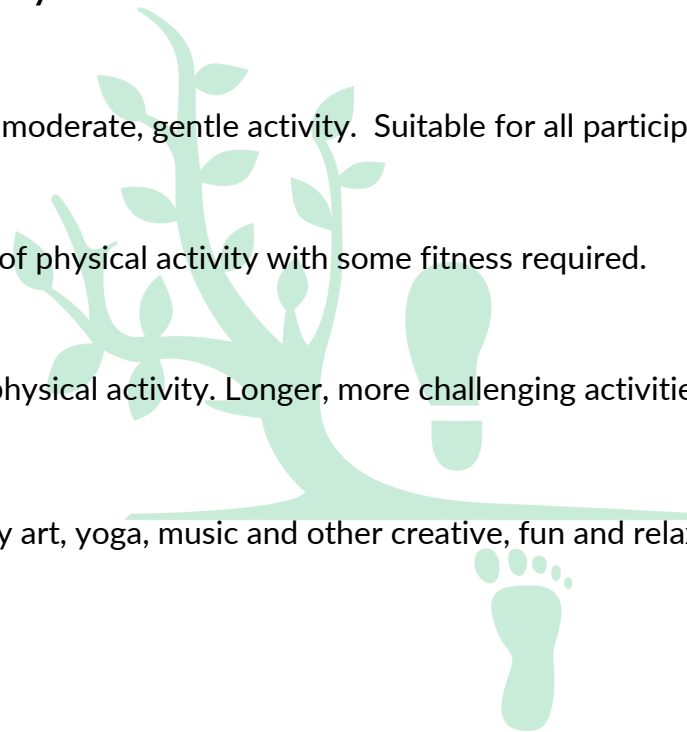 moderate, gentle activity.  Suitable for all particip
of physical activity with some fitness required.
physical activity. Longer, more challenging activitie
y art, yoga, music and other creative, fun and rela